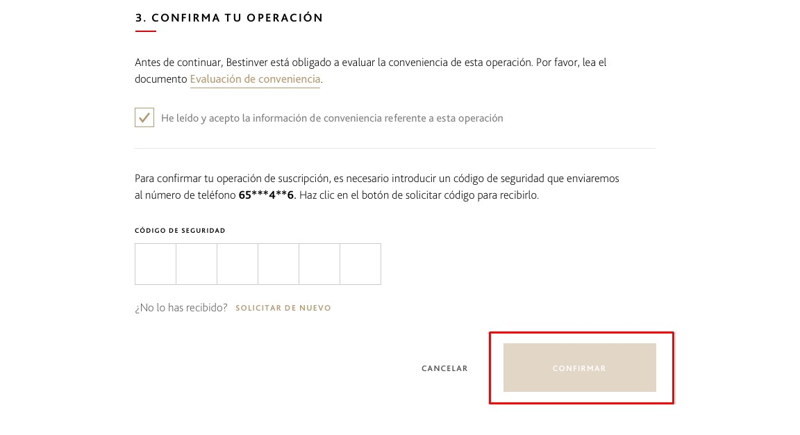 3. CONFIRMA TU OPERACIÓN
Antes de continuar, Bestinver está obligado a evaluar la conveniencia de esta operación. Por favor, lea el
documento Evaluación de conveniencia.
He leído y acepto la información de conveniencia referente a esta operación
Para confirmar tu operación de suscripción, es necesario introducir un código de seguridad que enviaremos
al número de teléfono 65***4**6. Haz clic en el botón de solicitar código para recibirlo.
CÓDIGO DE SEGURIDAD
¿No lo has recibido? SOLICITAR DE NUEVO
CANCELAR CONFIRMAR